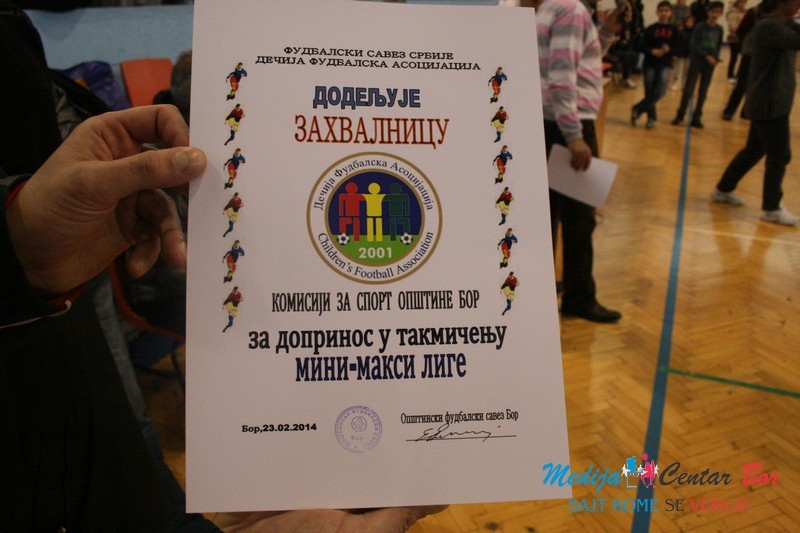 ФУДБАЛСКИ САВЕЗ СРБИЈЕ
ДЕЧИЈА ФУДБАЛСКА АСОЦИЈАЦИЈА
ДОДЕЉУЈЕ
ЗАХВАЛНИЦУ
Дечија Фудбалска Асоцијација
2001
Children's Football Association
КОМИСИЈИ ЗА СПОРТ ОПШТИНЕ БОР
за допринос у такмичењу
МИНИ-МАКСИ ЛИГЕ
Бор,23.02.2014
Општински фудбалски савез Бор
Medija Centar Bor
SAJT KOME SE VERUJE